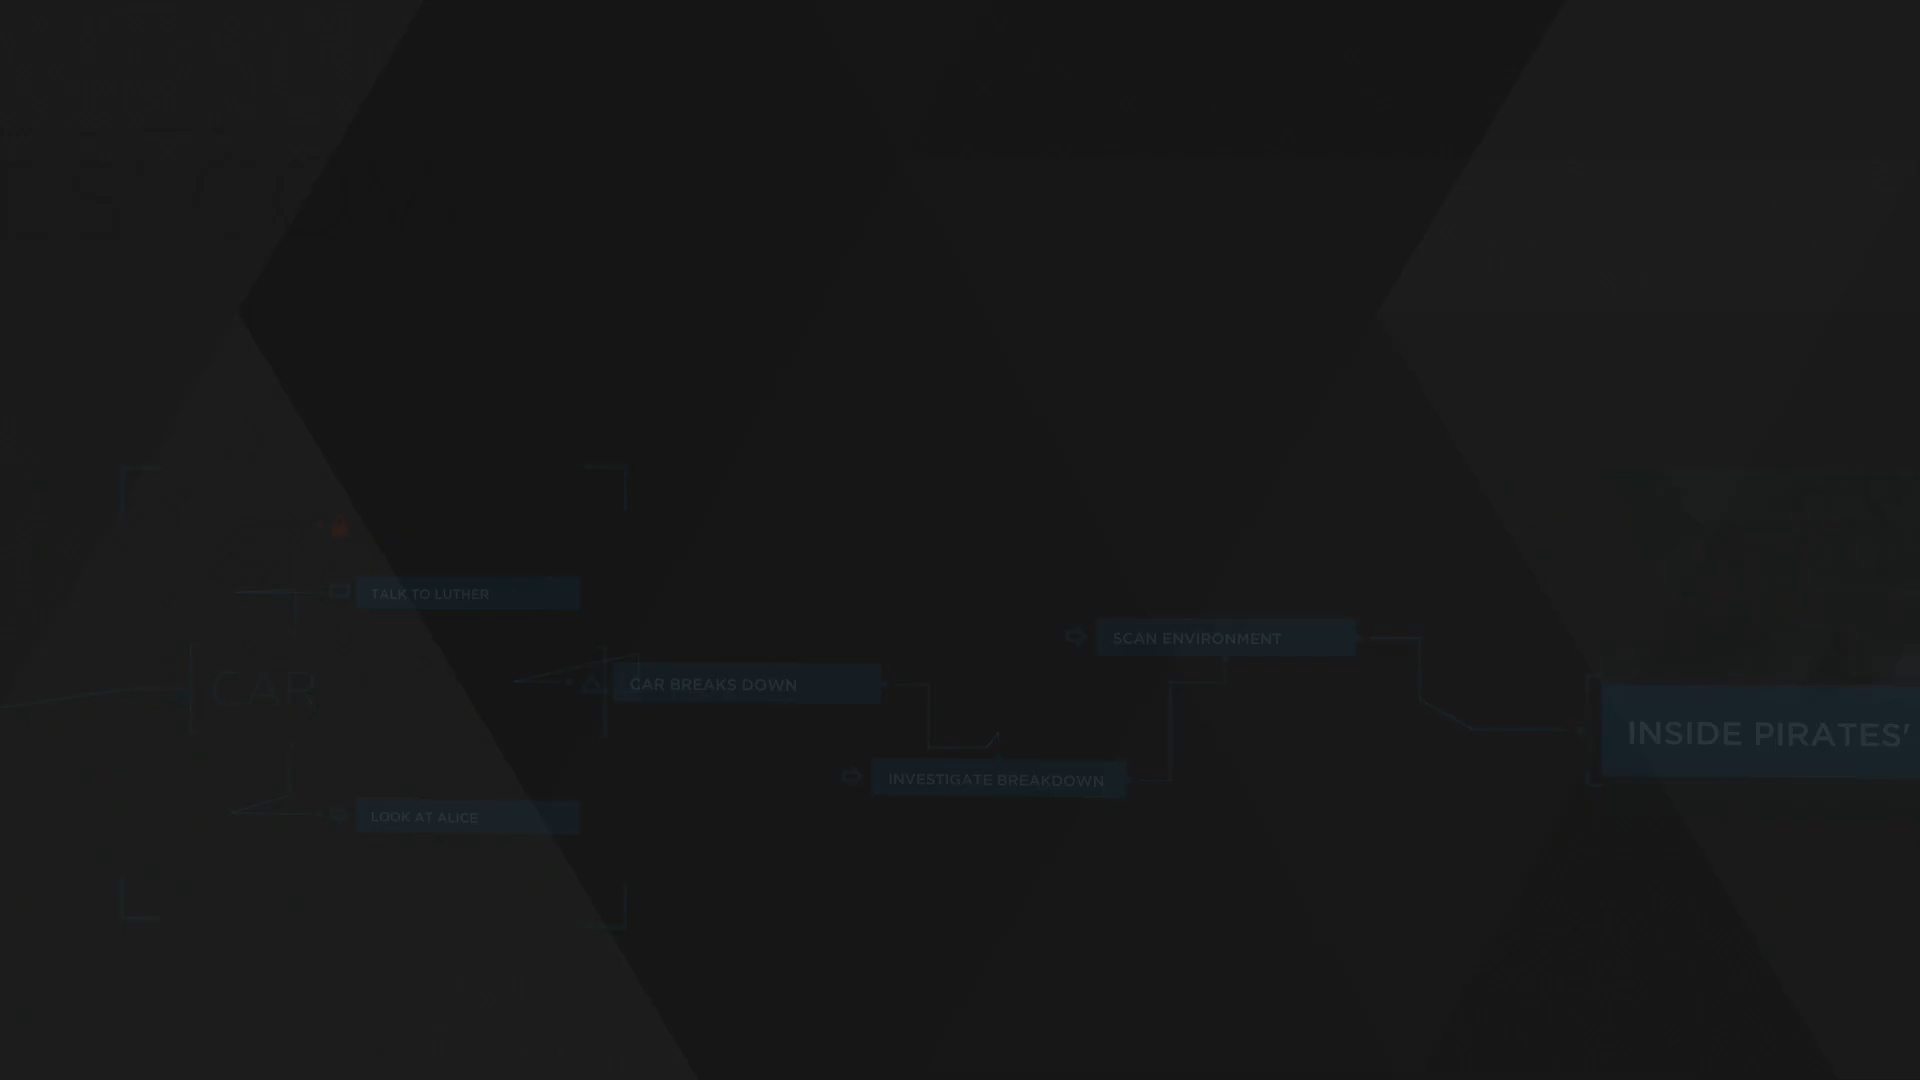 TALK TO LUTHER
SCAN ENVIRONMENT
CAR
CAR BREAKS DOWN
INSIDE PIRATES'
INVESTIGATE BREAKDOWN
LOOK AT ALICE